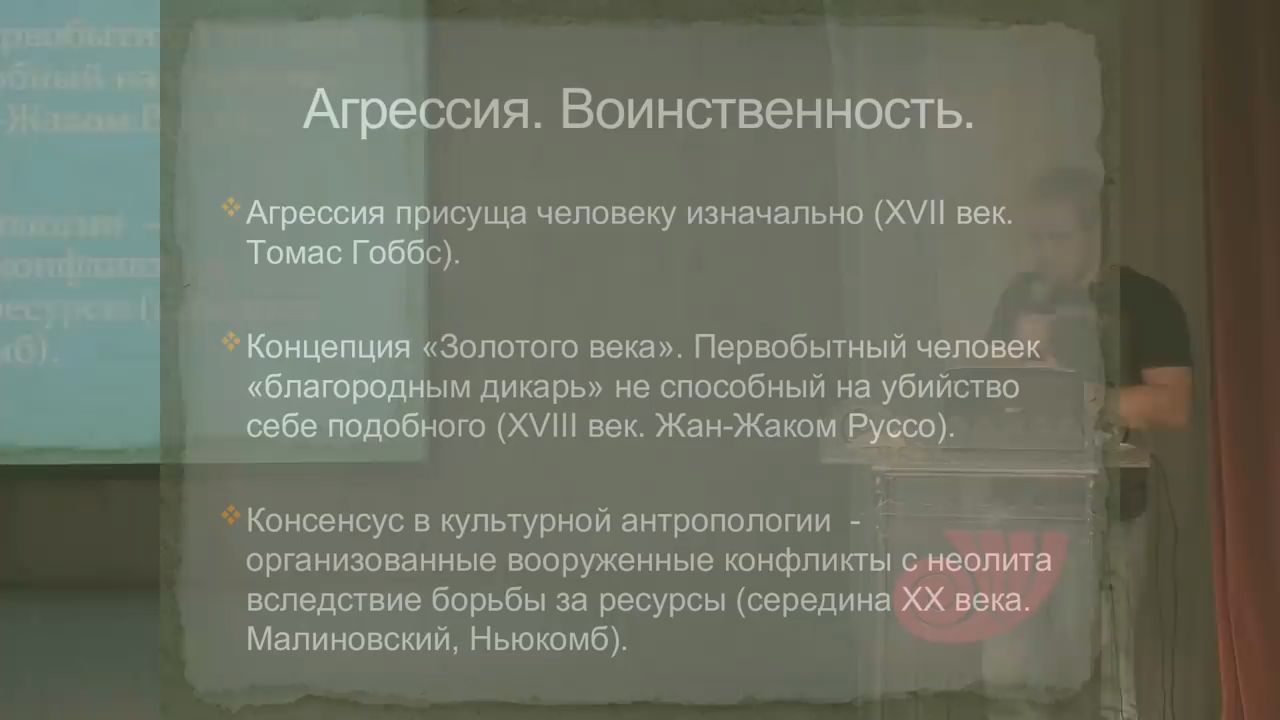 Агрессия. Воинственность.
Агрессия присуща человеку изначально (XVII век.
Томас Гоббс).
Концепция «Золотого века». Первобытный человек
«благородным дикарь» не способный на убийство
себе подобного (XVIII век. Жан-Жаком Руссо).
Консенсус в культурной антропологии -
организованные вооруженные конфликты с неолита
вследствие борьбы за ресурсы (середина XX века.
Малиновский, Ньюкомб).